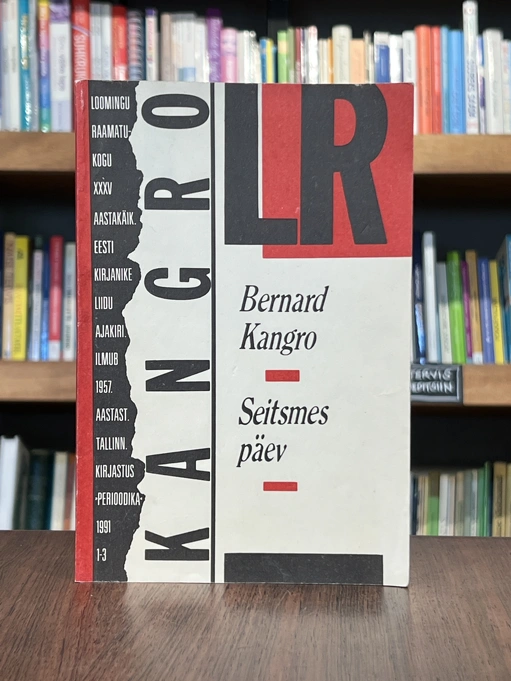 LOOMINGU
RAAMATU-
KOGU
XXXV
AASTAKÄIK.
EESTI
KIRJANIKE
LIIDU
AJAKIRI.
ILMUB
1957.
AASTAST.
TALLINN.
KIRJASTUS
•PERIOODIKA•
1991
1-3
KANGRO
LR
Bernard
Kangro
Seitsmes
päev